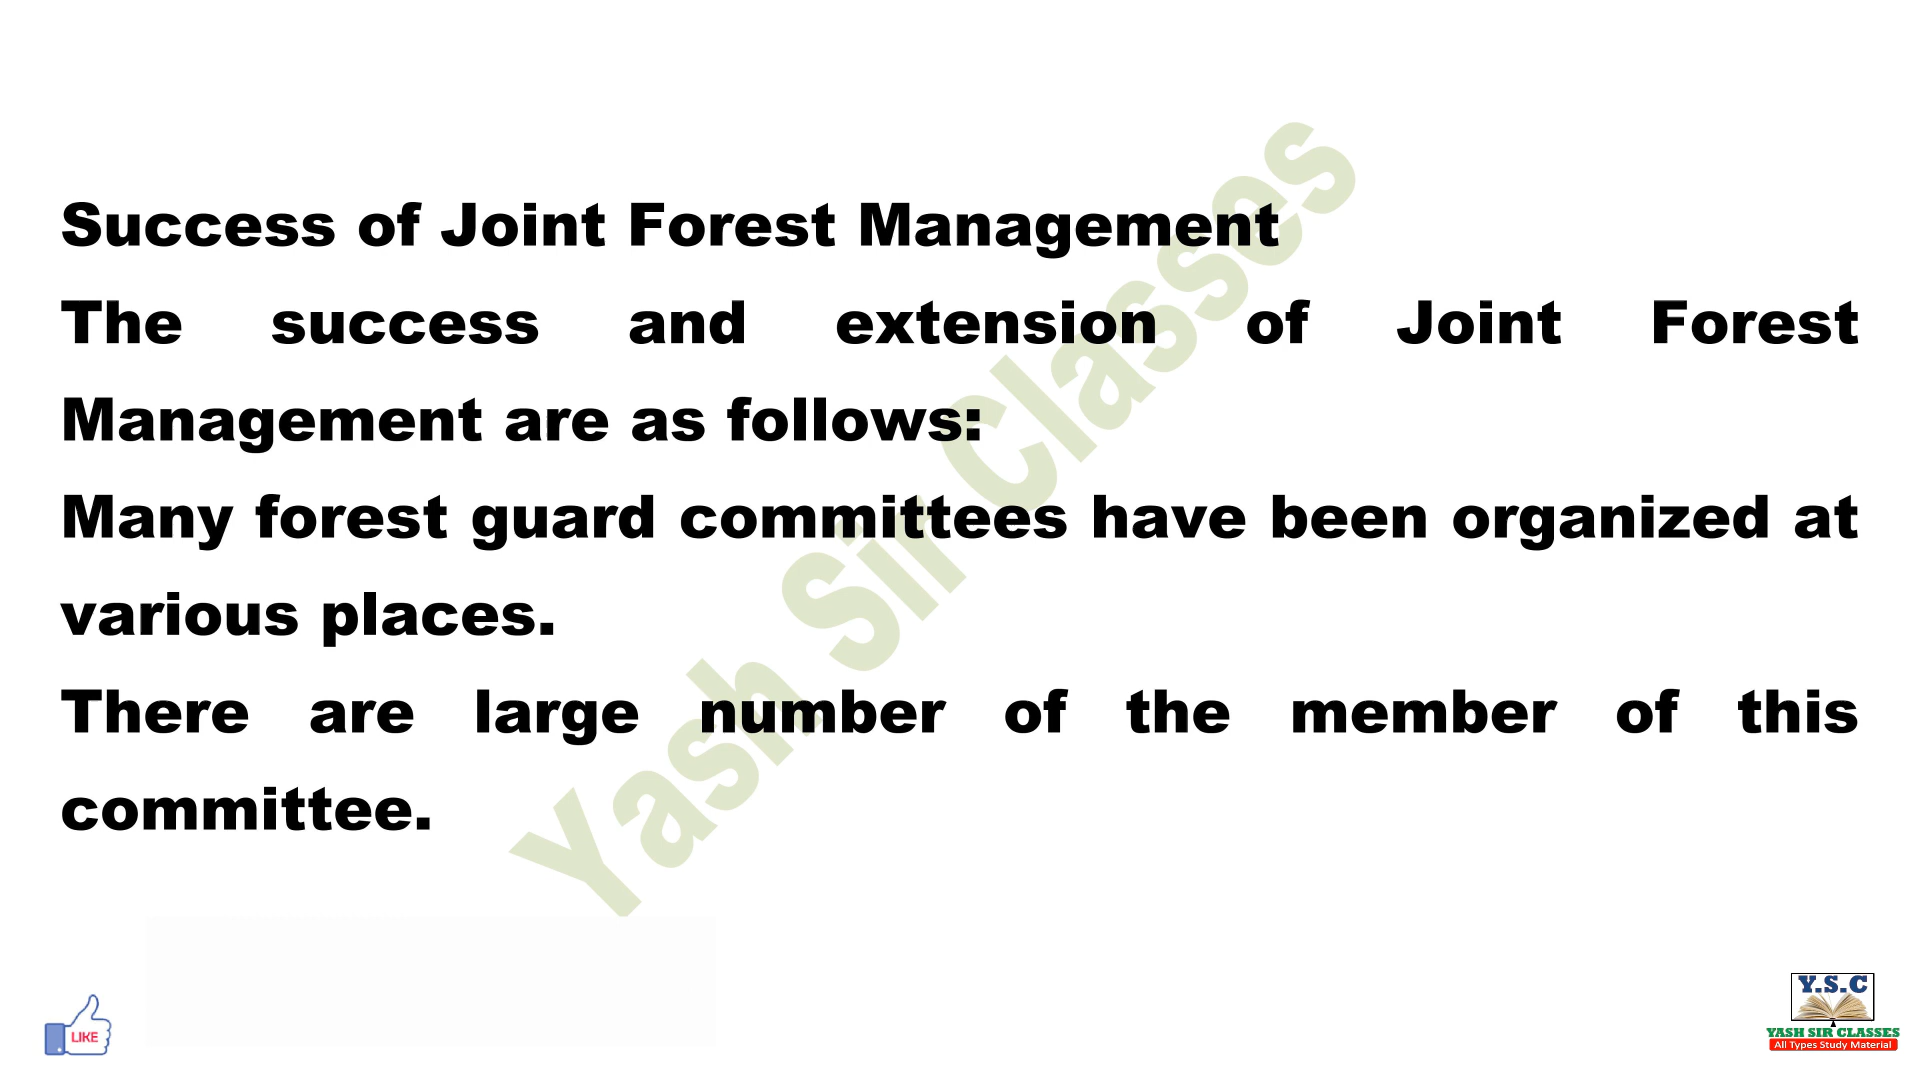 Success of Joint Forest Management
The success and extension of Joint Forest
Management are as follows:
Many forest guard committees have been organized at
various places.
There are large number of the member of this
committee.
Yash Sir Classes
LIKE
Y.S.C
YASH SIR CLASSES
All Types Study Material